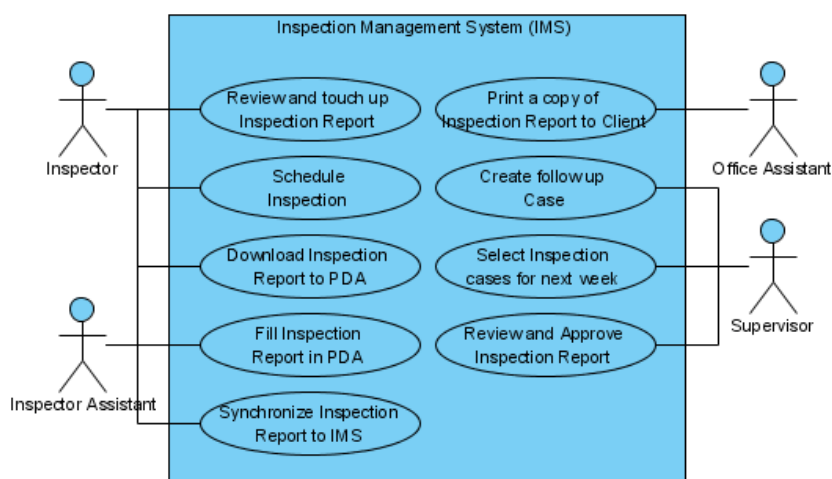 Inspection Management System (IMS)
Review and touch up
Inspection Report
Print a copy of
Inspection Report to Client
Inspector
Office Assistant
Schedule
Inspection
Create follow up
Case
Download Inspection
Report to PDA
Select Inspection
cases for next week
Supervisor
Fill Inspection
Report in PDA
Review and Approve
Inspection Report
Inspector Assistant
Synchronize Inspection
Report to IMS